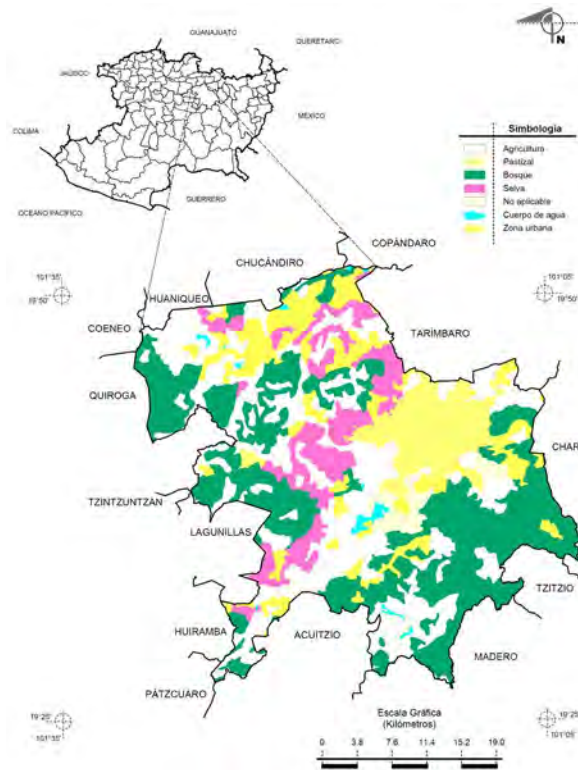 GUANAJUATO
QUERETARO
N
JALISCO
MÉXICO
COLIMA
Simbología
Agricultura
Pastizal
Bosque
Selva
No aplicable
Cuerpo de agua
Zona urbana
GUERRERO
OCEANO PACÍFICO
COPÁNDARO
CHUCÁNDIRO
101°35'
101°05'
19°50'
19°50'
HUANIQUEO
COENEO
TARIMBARO
QUIROGA
CHAR
TZINTZUNTZAN
LAGUNILLAS
TZITZIO
HUIRAMBA
ACUITZIO
MADERO
PÁTZCUARO
19°25'
19°25'
101°35'
101°05'
Escala Gráfica
(Kilómetros)
0 3.8 7.6 11.4 15.2 19.0